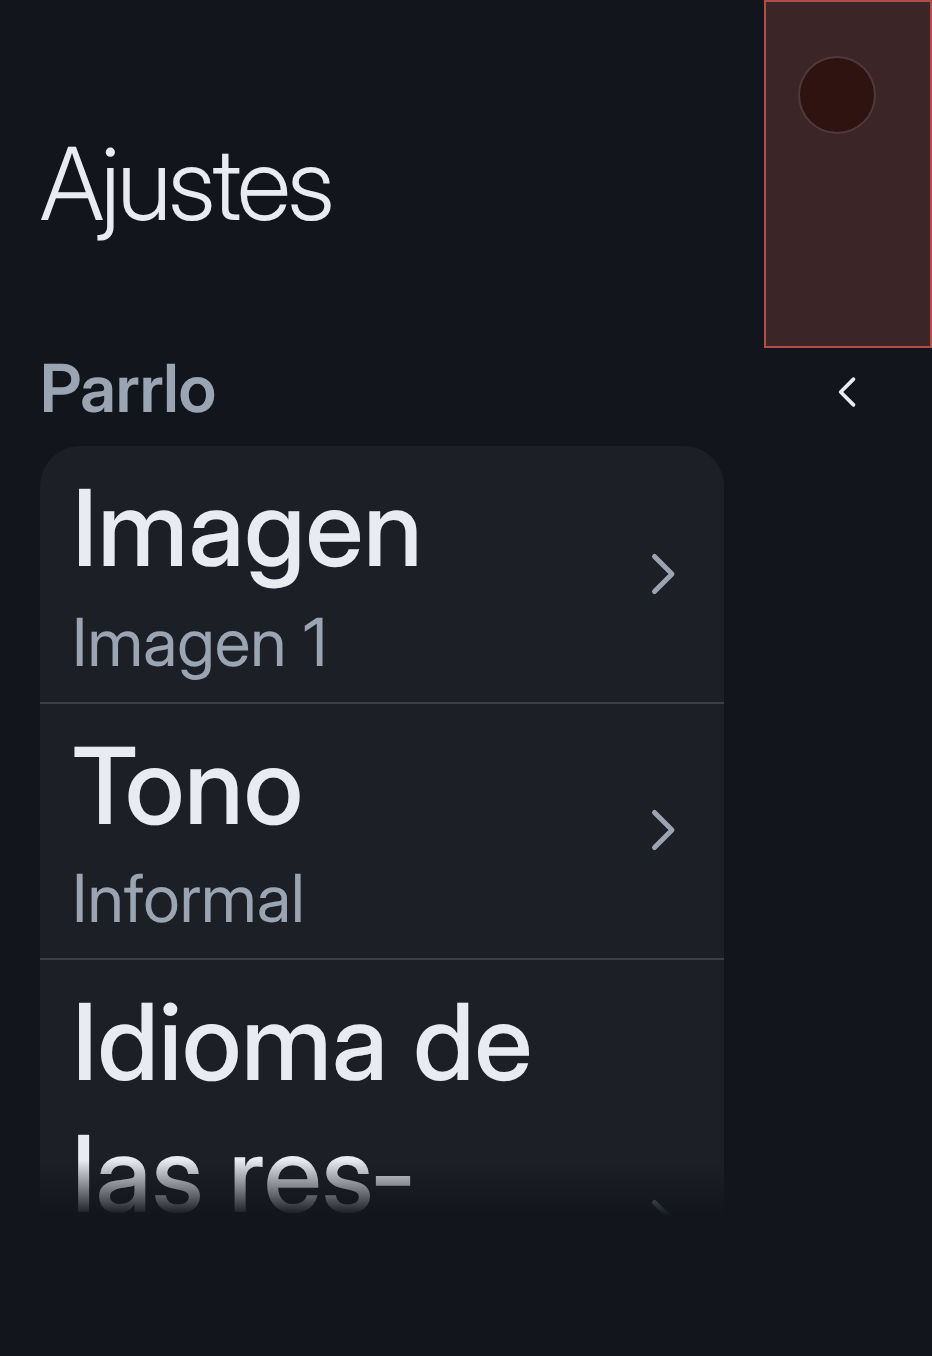 Ajustes
Parrlo
Imagen
Imagen 1
Tono
Informal
Idioma de
las res-